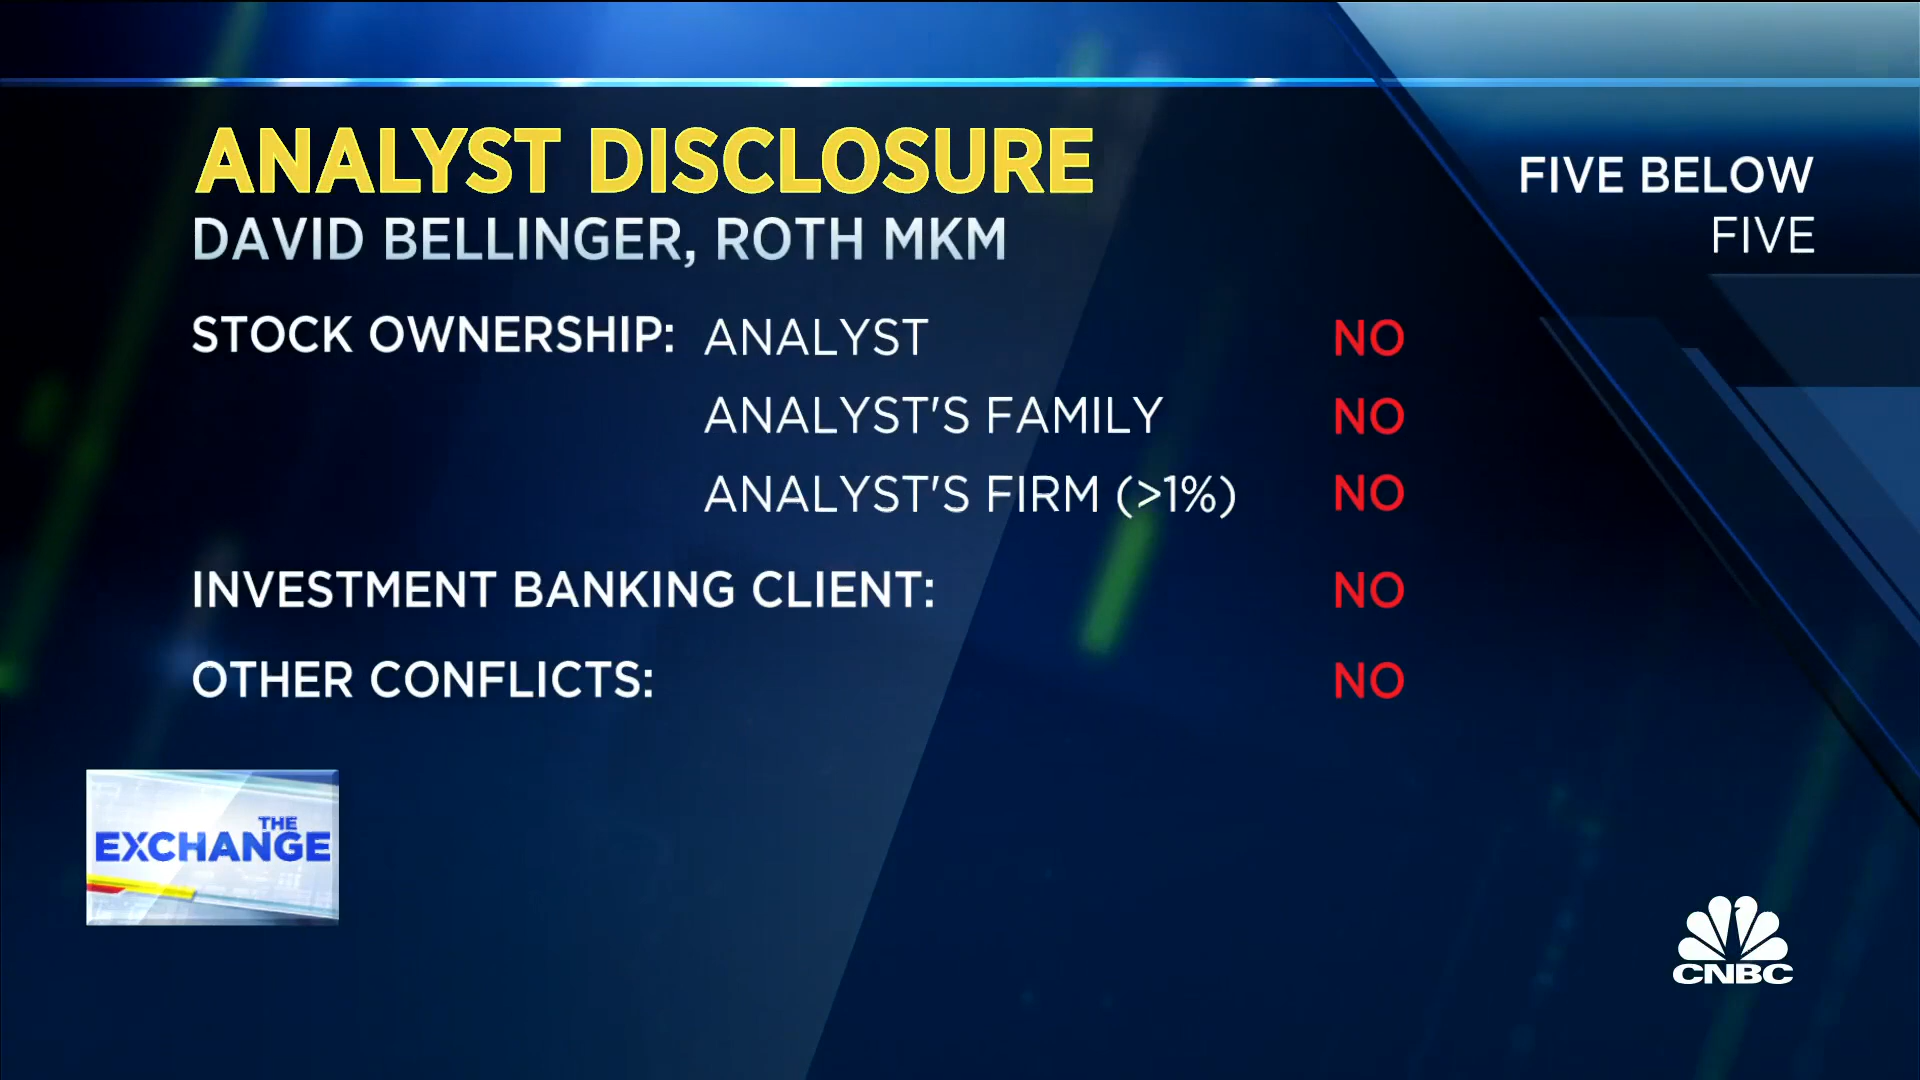 ANALYST DISCLOSURE
DAVID BELLINGER, ROTH MKM
FIVE BELOW
FIVE
STOCK OWNERSHIP: ANALYST NO
ANALYST'S FAMILY NO
ANALYST'S FIRM (>1%) NO
INVESTMENT BANKING CLIENT: NO
OTHER CONFLICTS: NO
THE
EXCHANGE
CNBC